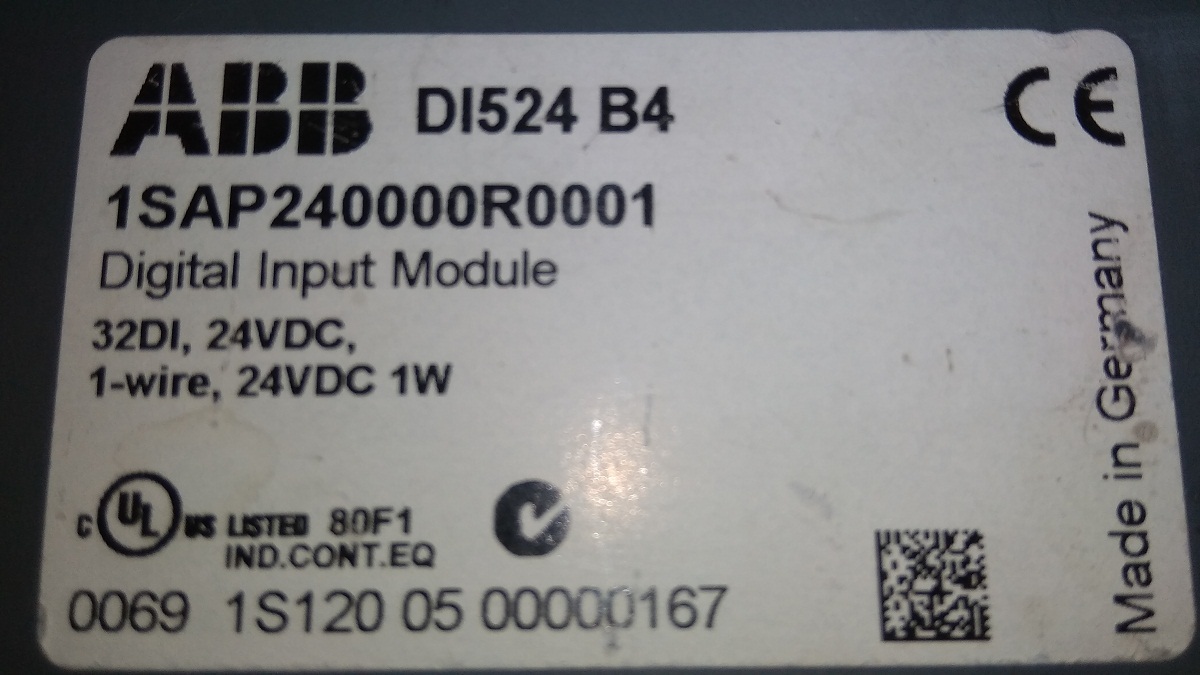 ABB DI524 B4
CE
1SAP240000R0001
Digital Input Module
32DI, 24VDC,
1-wire, 24VDC 1W
C UL US LISTED 80F1
IND.CONT.EQ
0069 1S120 05 00000167
Made in Germany